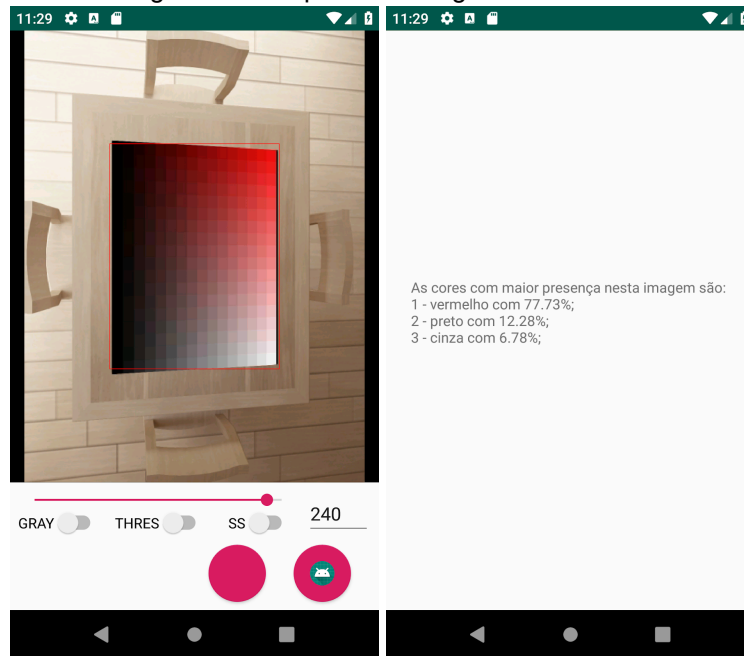 11:29
GRAY
THRES
SS
240
11:29
As cores com maior presença nesta imagem são:
1 - vermelho com 77.73%;
2 - preto com 12.28%;
3 - cinza com 6.78%;